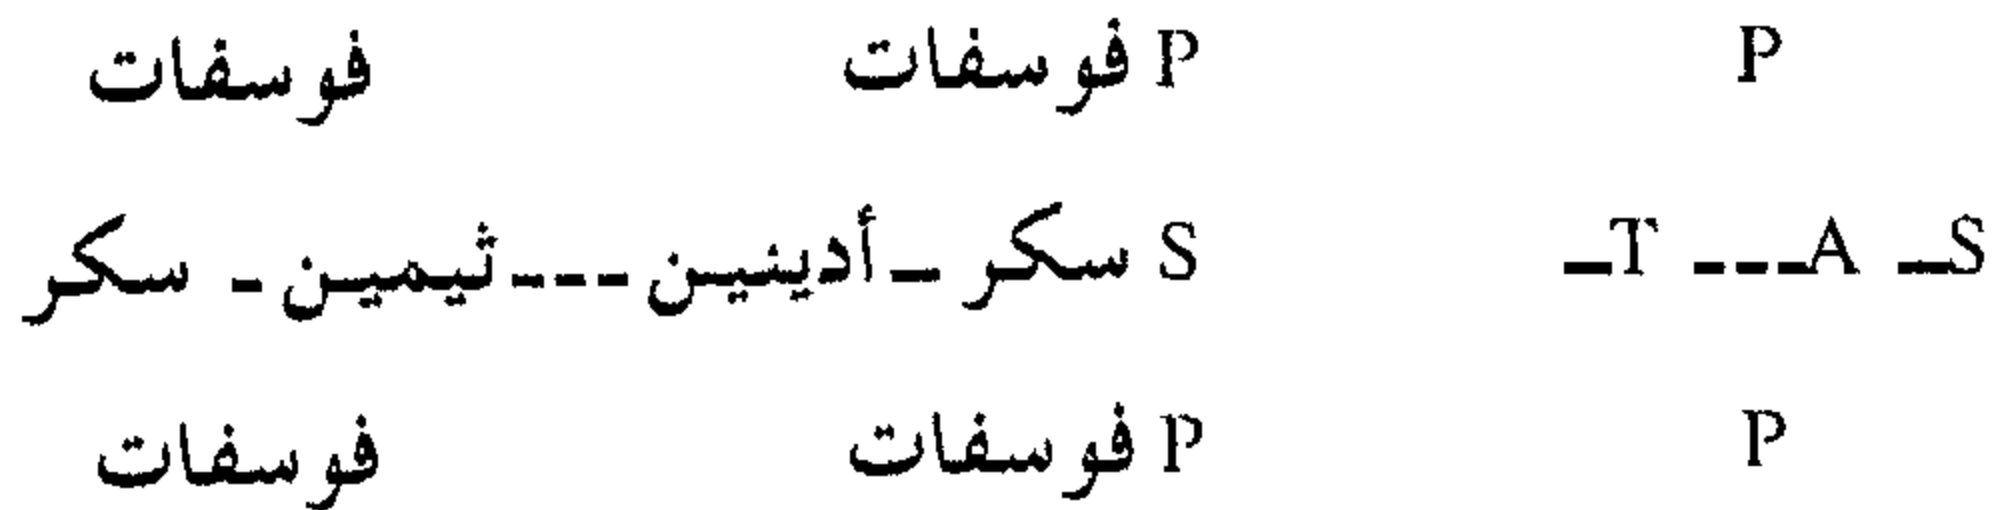 P P فوسفات فوسفات
S – A --- T – S سكر – أدينين --- ثيمين - سكر
P P فوسفات فوسفات